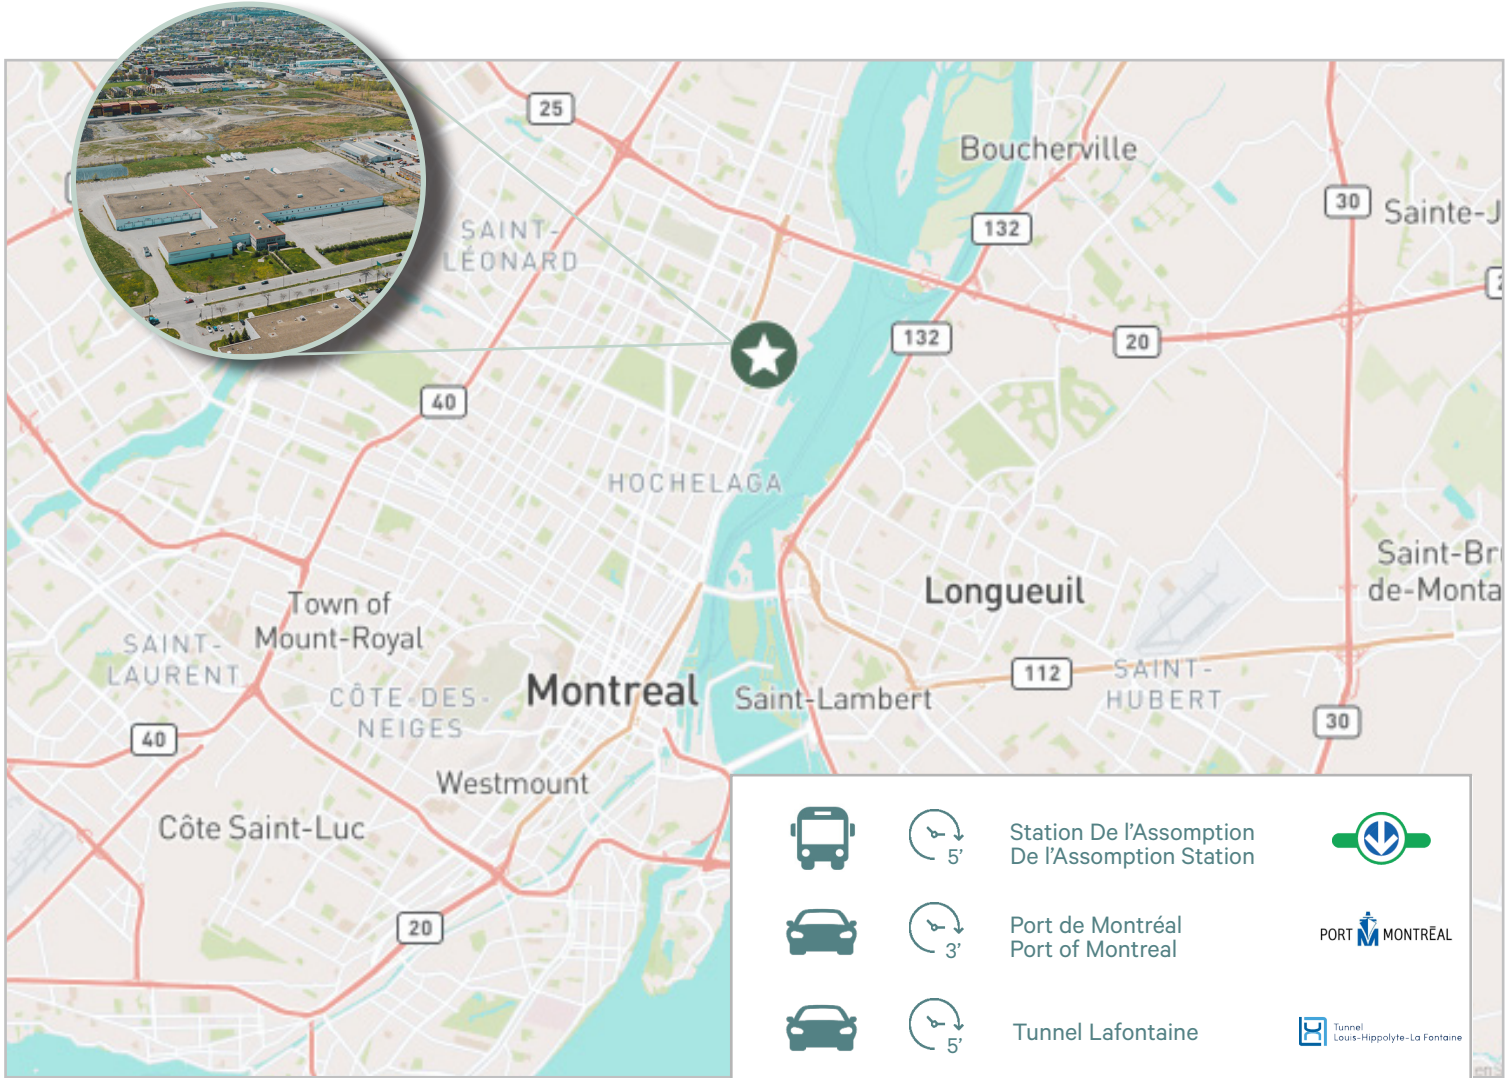 25
Boucherville
30
Sainte-J
132
SAINT-
LÉONARD
132
20
40
HOCHELAGA
Saint-Bru
de-Monta
Longueuil
Town of
Mount-Royal
SAINT-
LAURENT
112
SAINT-
HUBERT
CÔTE-DES-
NEIGES
Montreal
Saint-Lambert
30
40
Westmount
Côte Saint-Luc
20
5’
Station De l’Assomption
De l’Assomption Station
3’
Port de Montréal
Port of Montreal
PORT MONTRĒAL
5’
Tunnel Lafontaine
Tunnel
Louis-Hippolyte-La Fontaine